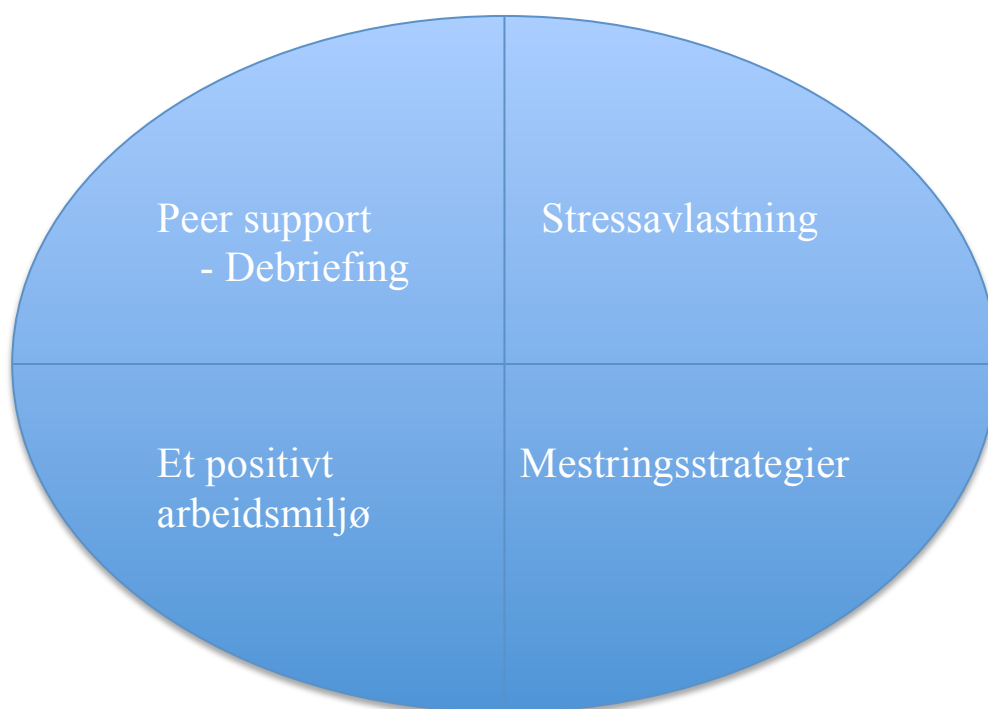 Peer support
- Debriefing
Stressavlastning
Et positivt
arbeidsmiljø
Mestringsstrategier